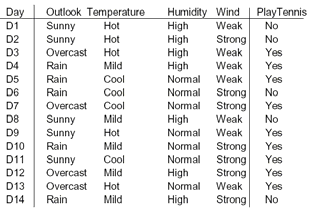 Day Outlook Temperature Humidity Wind PlayTennis
D1 Sunny Hot High Weak No
D2 Sunny Hot High Strong No
D3 Overcast Hot High Weak Yes
D4 Rain Mild High Weak Yes
D5 Rain Cool Normal Weak Yes
D6 Rain Cool Normal Strong No
D7 Overcast Cool Normal Strong Yes
D8 Sunny Mild High Weak No
D9 Sunny Hot Normal Weak Yes
D10 Rain Mild Normal Strong Yes
D11 Sunny Cool Normal Strong Yes
D12 Overcast Mild High Strong Yes
D13 Overcast Hot Normal Weak Yes
D14 Rain Mild High Strong No